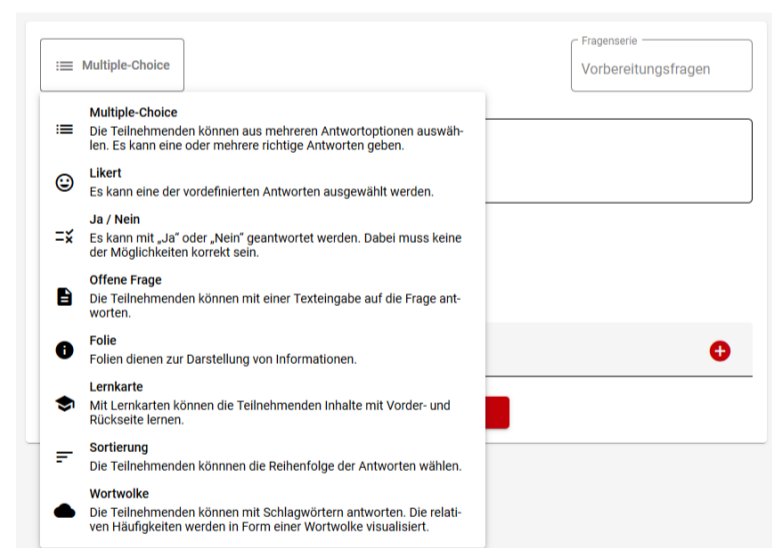 Multiple-Choice
Fragenserie
Vorbereitungsfragen
Multiple-Choice
Die Teilnehmenden können aus mehreren Antwortoptionen auswäh-
len. Es kann eine oder mehrere richtige Antworten geben.
Likert
Es kann eine der vordefinierten Antworten ausgewählt werden.
Ja / Nein
Es kann mit „Ja“ oder „Nein“ geantwortet werden. Dabei muss keine
der Möglichkeiten korrekt sein.
Offene Frage
Die Teilnehmenden können mit einer Texteingabe auf die Frage ant-
worten.
Folie
Folien dienen zur Darstellung von Informationen.
Lernkarte
Mit Lernkarten können die Teilnehmenden Inhalte mit Vorder- und
Rückseite lernen.
Sortierung
Die Teilnehmenden könnnen die Reihenfolge der Antworten wählen.
Wortwolke
Die Teilnehmenden können mit Schlagwörtern antworten. Die relati-
ven Häufigkeiten werden in Form einer Wortwolke visualisiert.